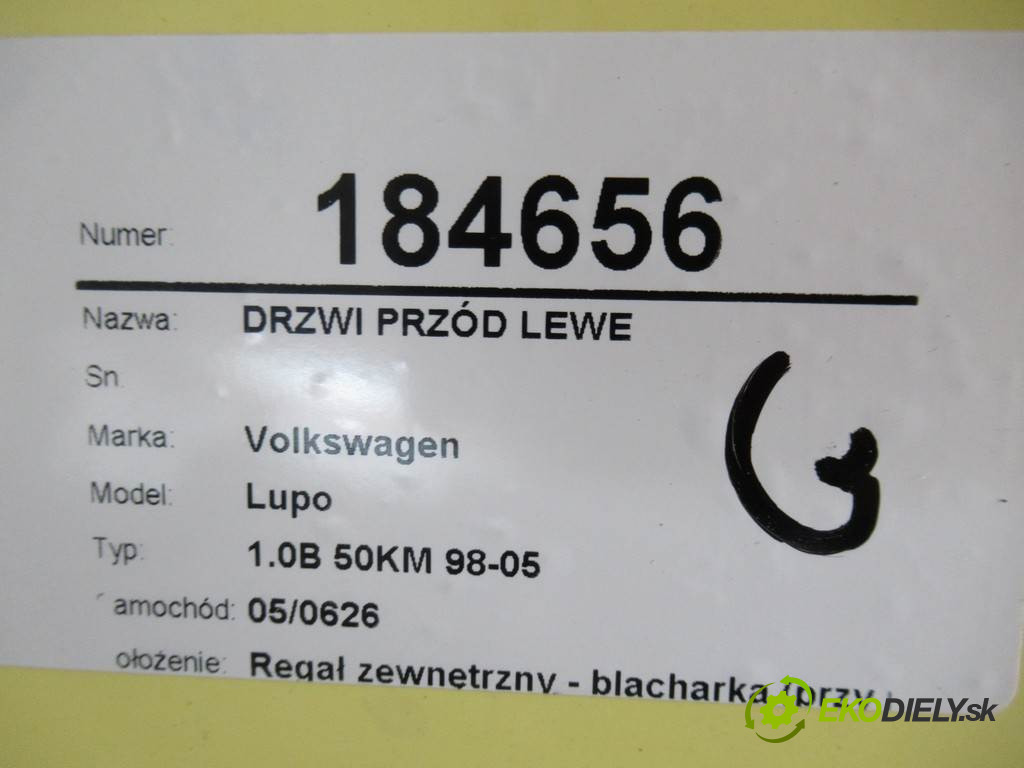 Numer: 184656
Nazwa: DRZWI PRZÓD LEWE
Sn.
Marka: Volkswagen
Model: Lupo
Typ: 1.0B 50KM 98-05
amochód: 05/0626
ołożenie: Regał zewnętrzny - blacharka (przy
G
EKODIELY.sk